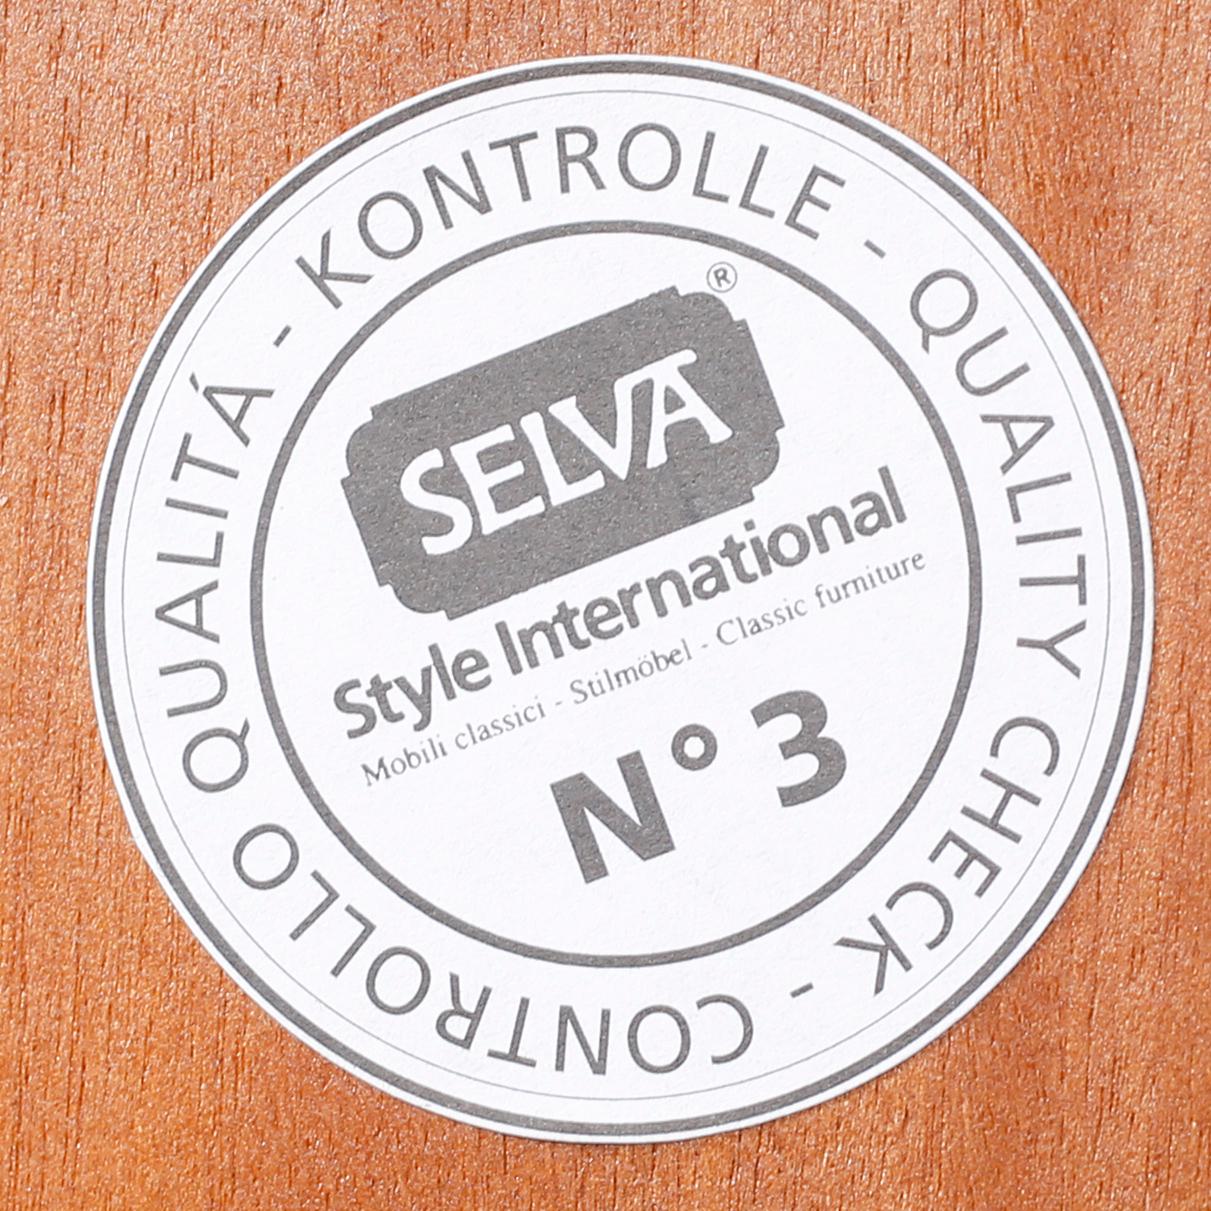 KONTROLLE - QUALITY CHECK - CONTROLLO QUALITÁ -
SELVA ®
Style International
Mobili classici - Stilmöbel - Classic furniture
N° 3